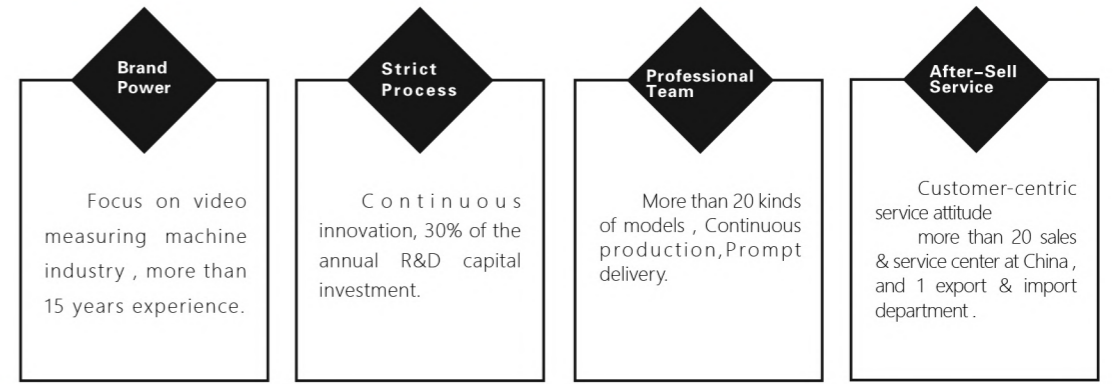 Brand
Power
Focus on video
measuring machine
industry , more than
15 years experience.
Strict
Process
Continuous
innovation, 30% of the
annual R&D capital
investment.
Professional
Team
More than 20 kinds
of models , Continuous
production,Prompt
delivery.
After-Sell
Service
Customer-centric
service attitude
more than 20 sales
& service center at China ,
and 1 export & import
department .